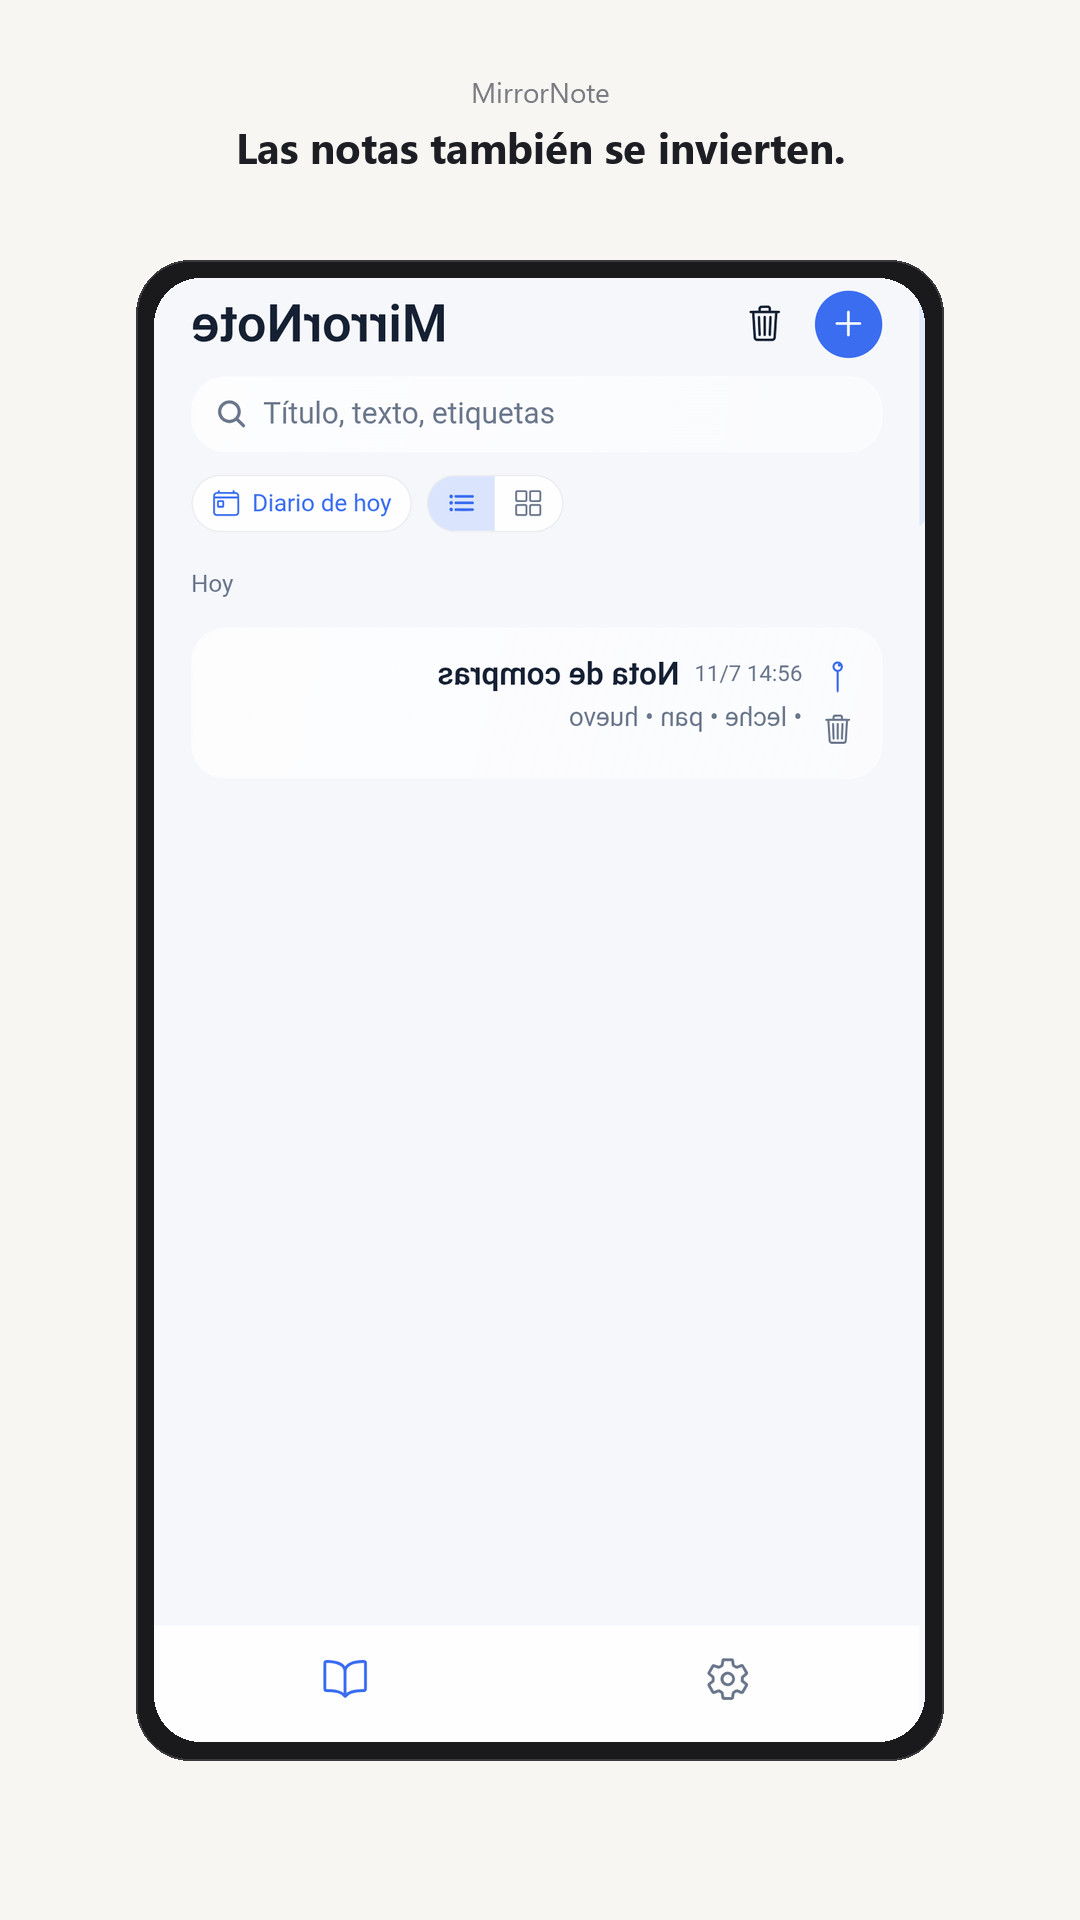 MirrorNote
Las notas también se invierten.
MirrorNote
Título, texto, etiquetas
Diario de hoy
Hoy
Nota de compras 11/7 14:56
• leche • pan • huevo